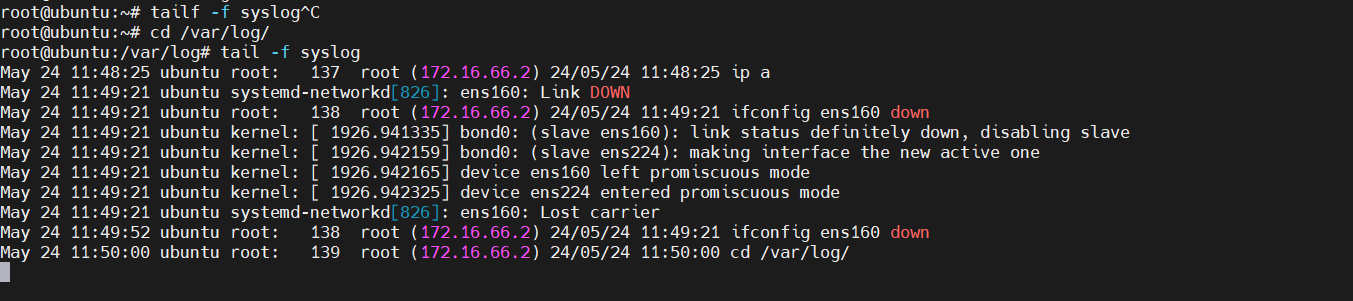 root@ubuntu:~# tailf -f syslog^C
root@ubuntu:~# cd /var/log/
root@ubuntu:/var/log# tail -f syslog
May 24 11:48:25 ubuntu root:   137  root (172.16.66.2) 24/05/24 11:48:25 ip a
May 24 11:49:21 ubuntu systemd-networkd[826]: ens160: Link DOWN
May 24 11:49:21 ubuntu root:   138  root (172.16.66.2) 24/05/24 11:49:21 ifconfig ens160 down
May 24 11:49:21 ubuntu kernel: [ 1926.941335] bond0: (slave ens160): link status definitely down, disabling slave
May 24 11:49:21 ubuntu kernel: [ 1926.942159] bond0: (slave ens224): making interface the new active one
May 24 11:49:21 ubuntu kernel: [ 1926.942165] device ens160 left promiscuous mode
May 24 11:49:21 ubuntu kernel: [ 1926.942325] device ens224 entered promiscuous mode
May 24 11:49:21 ubuntu systemd-networkd[826]: ens160: Lost carrier
May 24 11:49:52 ubuntu root:   138  root (172.16.66.2) 24/05/24 11:49:21 ifconfig ens160 down
May 24 11:50:00 ubuntu root:   139  root (172.16.66.2) 24/05/24 11:50:00 cd /var/log/